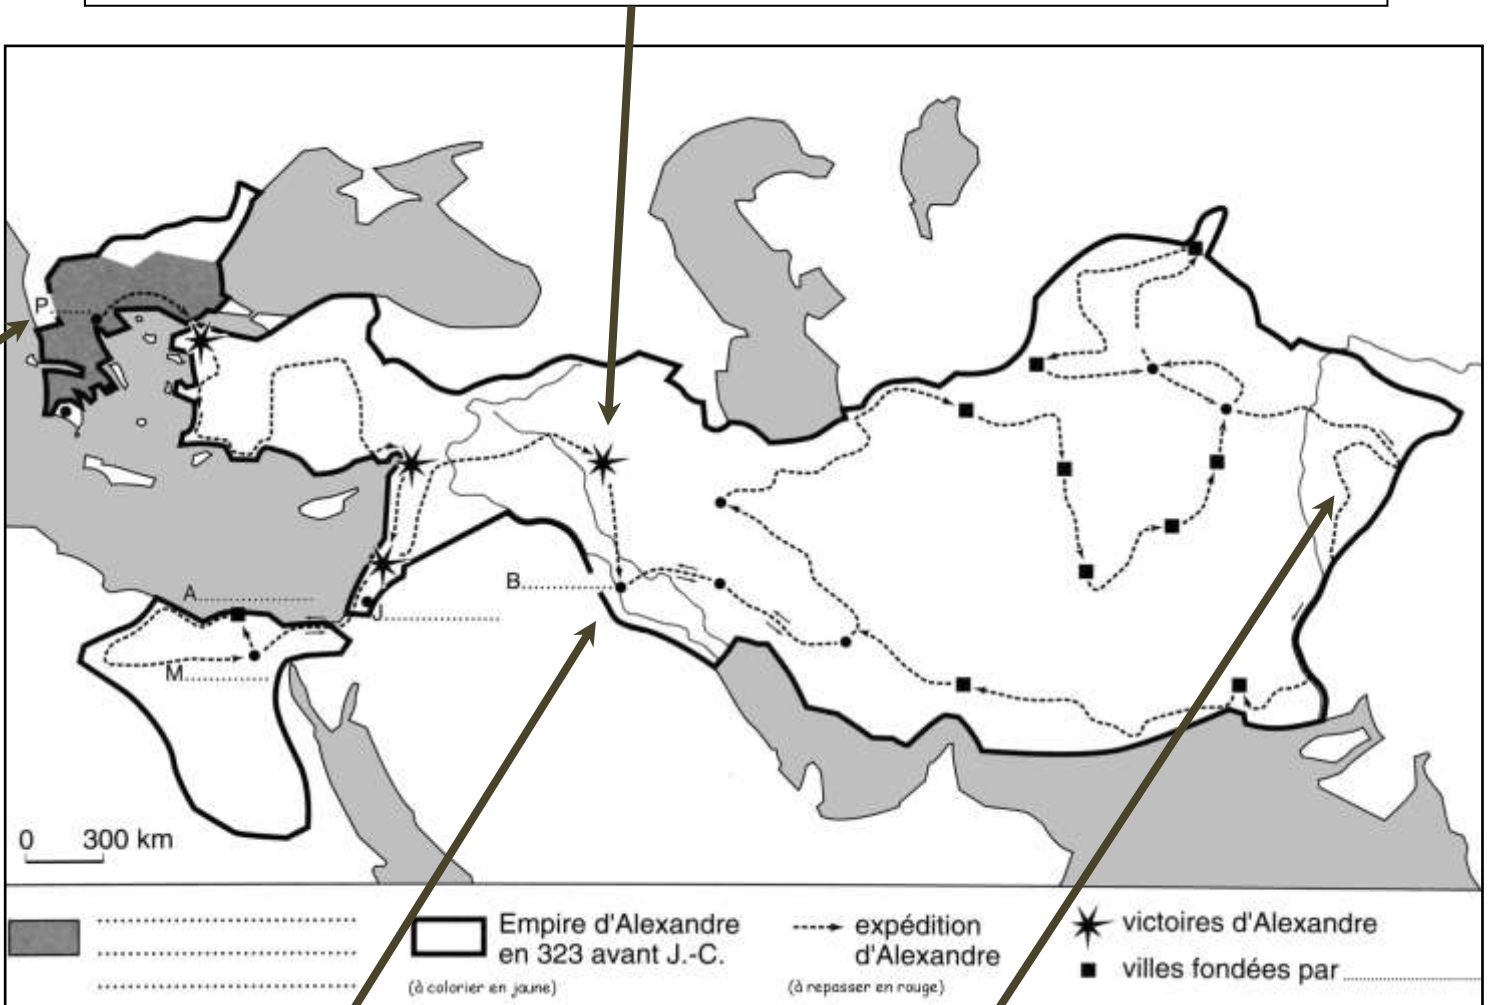 P..........
A....................
B....................
J....................
M....................
0 300 km
........................................
........................................
........................................
Empire d'Alexandre
en 323 avant J.-C.
(à colorier en jaune)
expédition
d'Alexandre
(à repasser en rouge)
victoires d'Alexandre
villes fondées par ....................